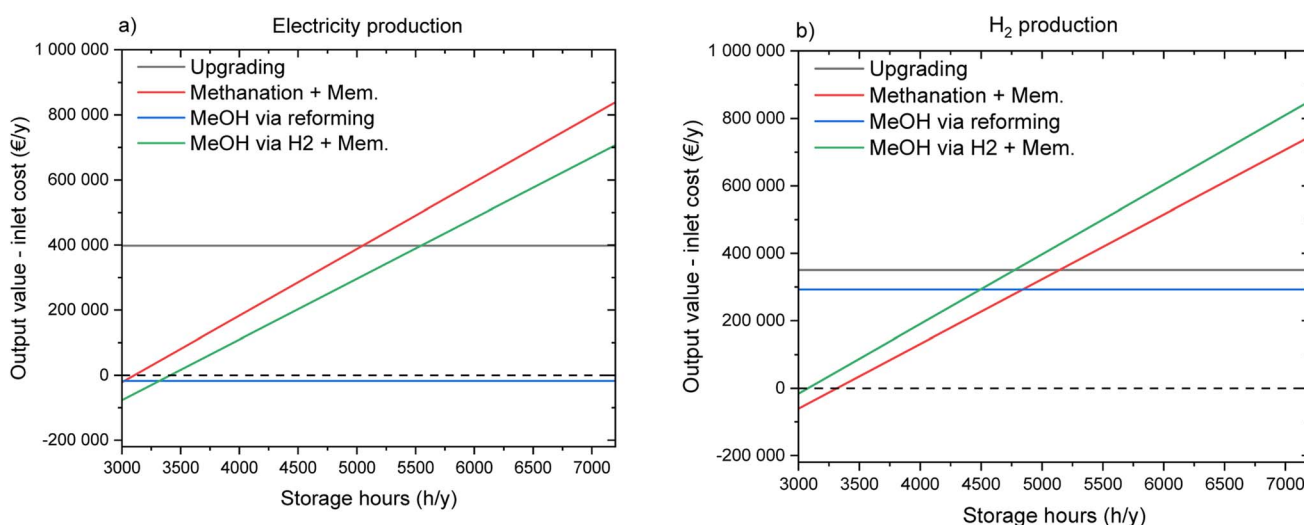 a)
Electricity production
1 000 000
800 000
600 000
400 000
200 000
0
-200 000
Output value - inlet cost (€/y)
Upgrading
Methanation + Mem.
MeOH via reforming
MeOH via H2 + Mem.
3000 3500 4000 4500 5000 5500 6000 6500 7000
Storage hours (h/y)
b)
H₂ production
1 000 000
800 000
600 000
400 000
200 000
0
-200 000
Output value - inlet cost (€/y)
Upgrading
Methanation + Mem.
MeOH via reforming
MeOH via H2 + Mem.
3000 3500 4000 4500 5000 5500 6000 6500 7000
Storage hours (h/y)